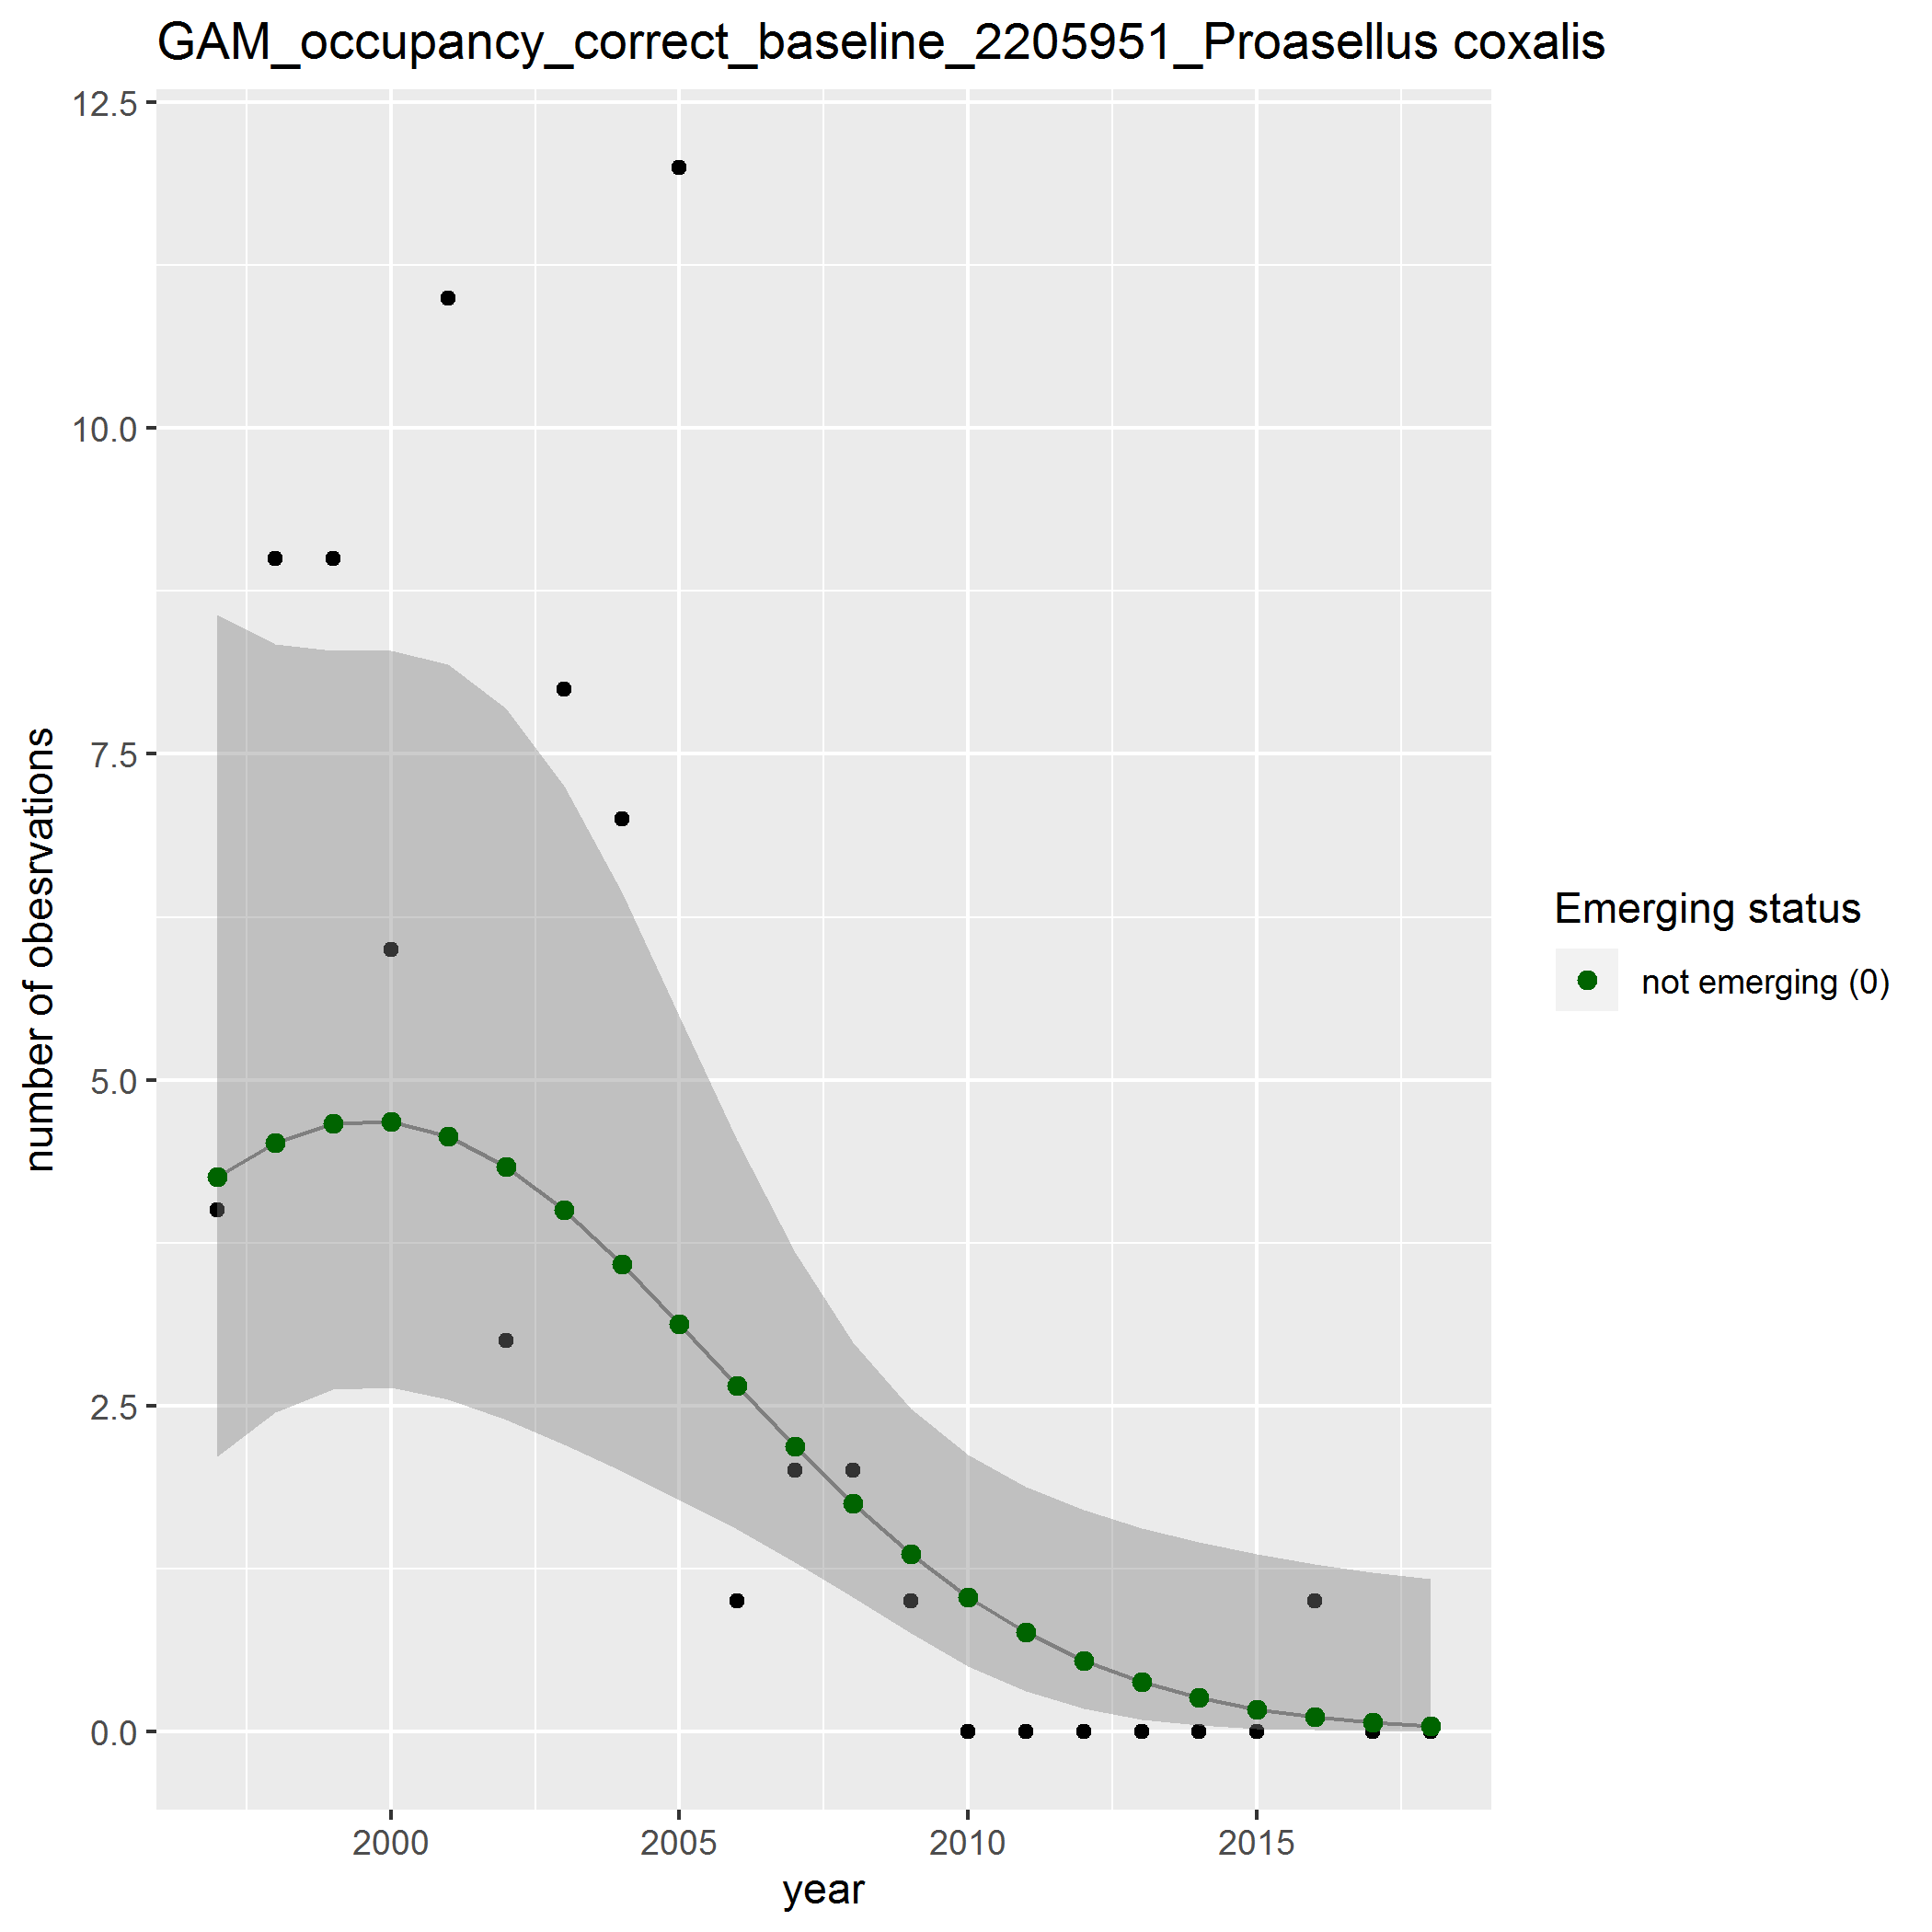 GAM_occupancy_correct_baseline_2205951_Proasellus coxalis
12.5
10.0
7.5
5.0
2.5
0.0
number of obesrvations
2000
2005
2010
2015
year
Emerging status
not emerging (0)